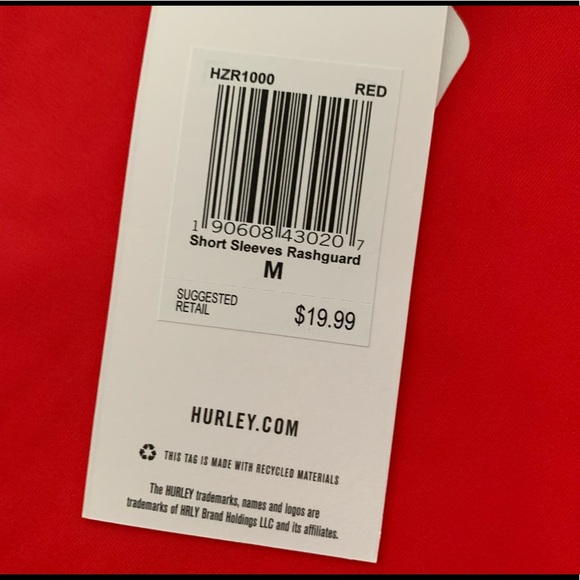 HZR1000 RED
1 90608 43020 7
Short Sleeves Rashguard
M
SUGGESTED
RETAIL
$19.99
HURLEY.COM
THIS TAG IS MADE WITH RECYCLED MATERIALS
The HURLEY trademarks, names and logos are
trademarks of HRLY Brand Holdings LLC and its affiliates.